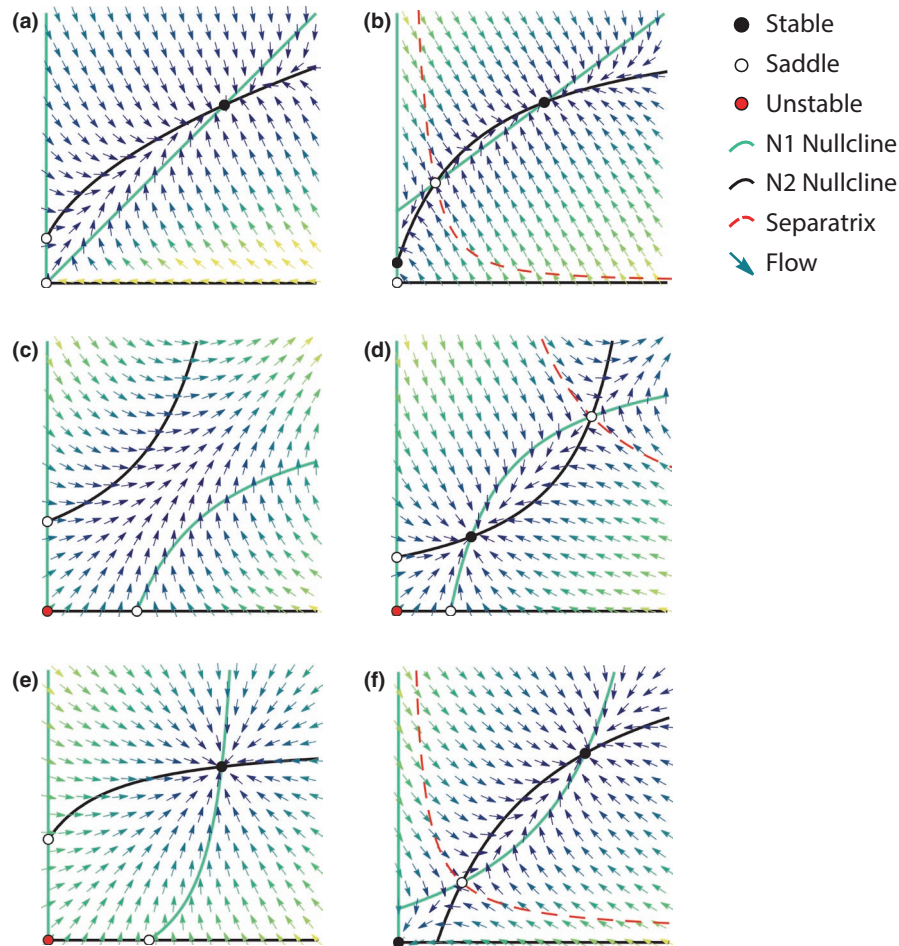 (a)
(b)
Stable
Saddle
Unstable
N1 Nullcline
N2 Nullcline
Separatrix
Flow
(c)
(d)
(e)
(f)